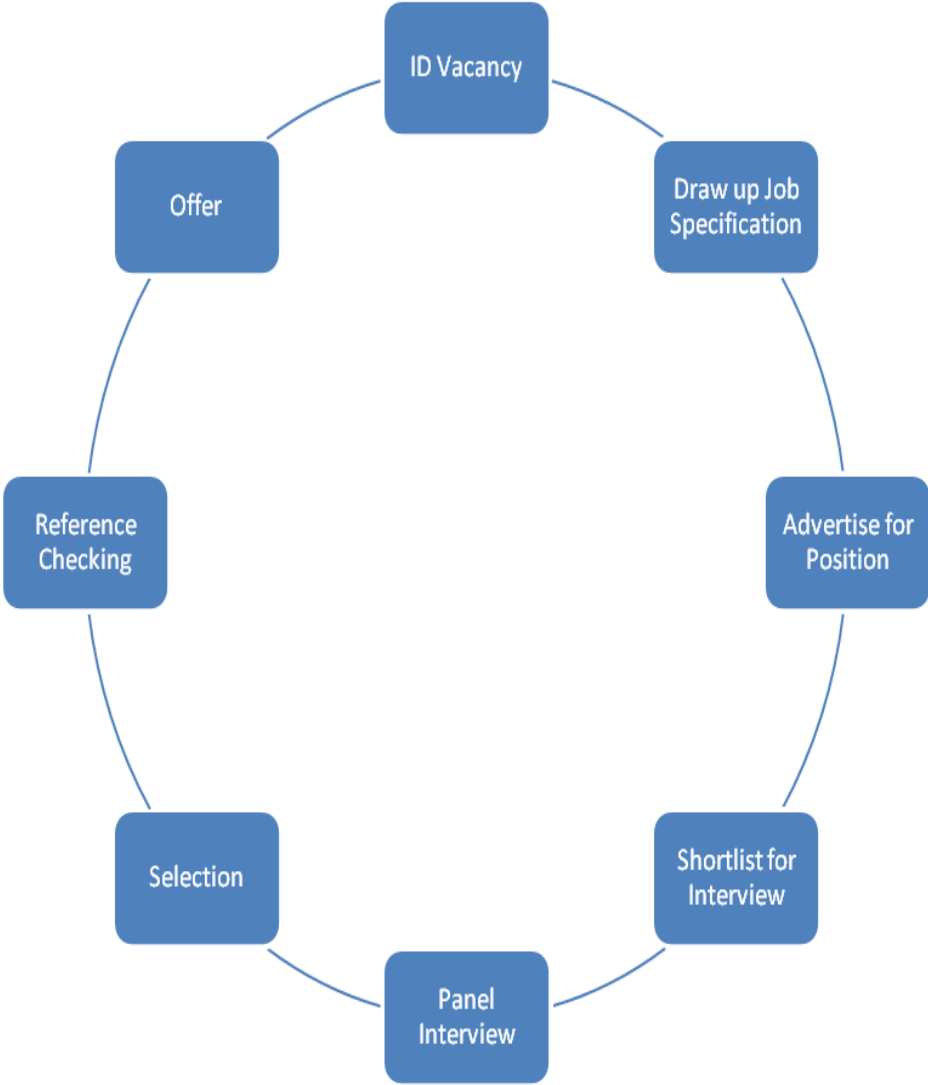 ID Vacancy
Draw up Job
Specification
Advertise for
Position
Shortlist for
Interview
Panel
Interview
Selection
Reference
Checking
Offer